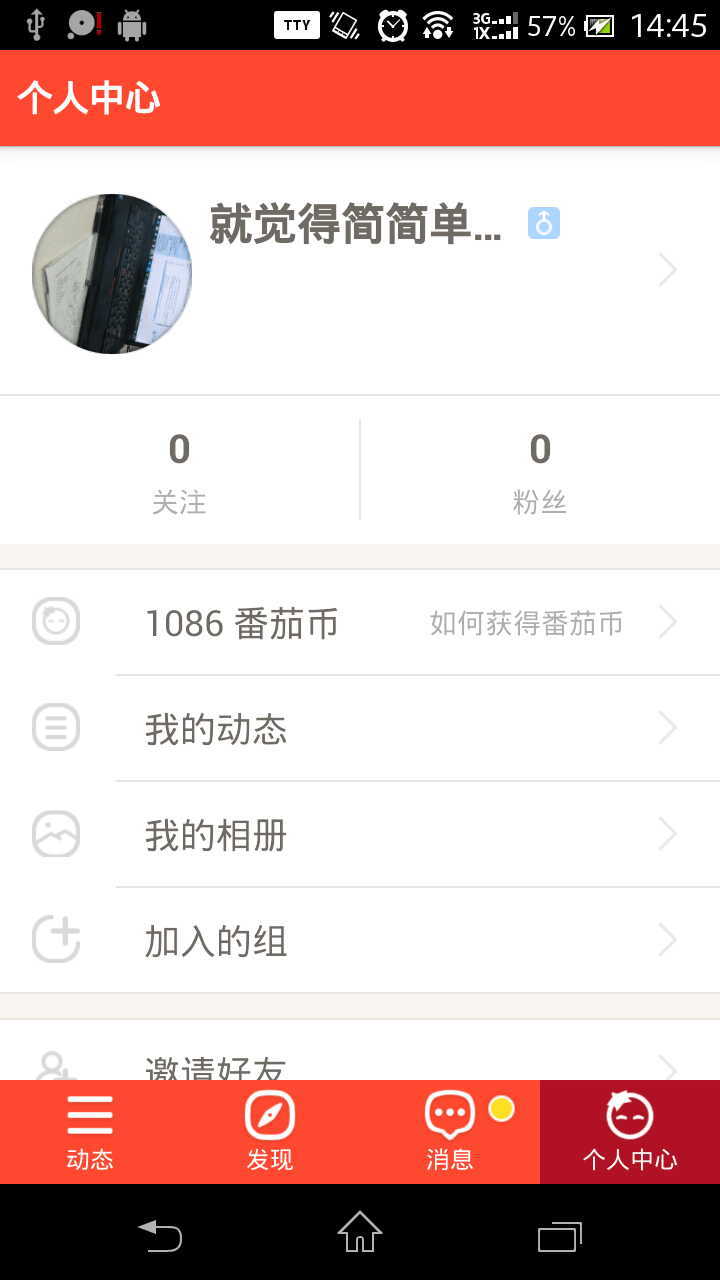 TTY 3G 1X 57% 14:45
个人中心
就觉得简简单...
0
关注
0
粉丝
1086 番茄币 如何获得番茄币
我的动态
我的相册
加入的组
邀请好友
动态 发现 消息 个人中心